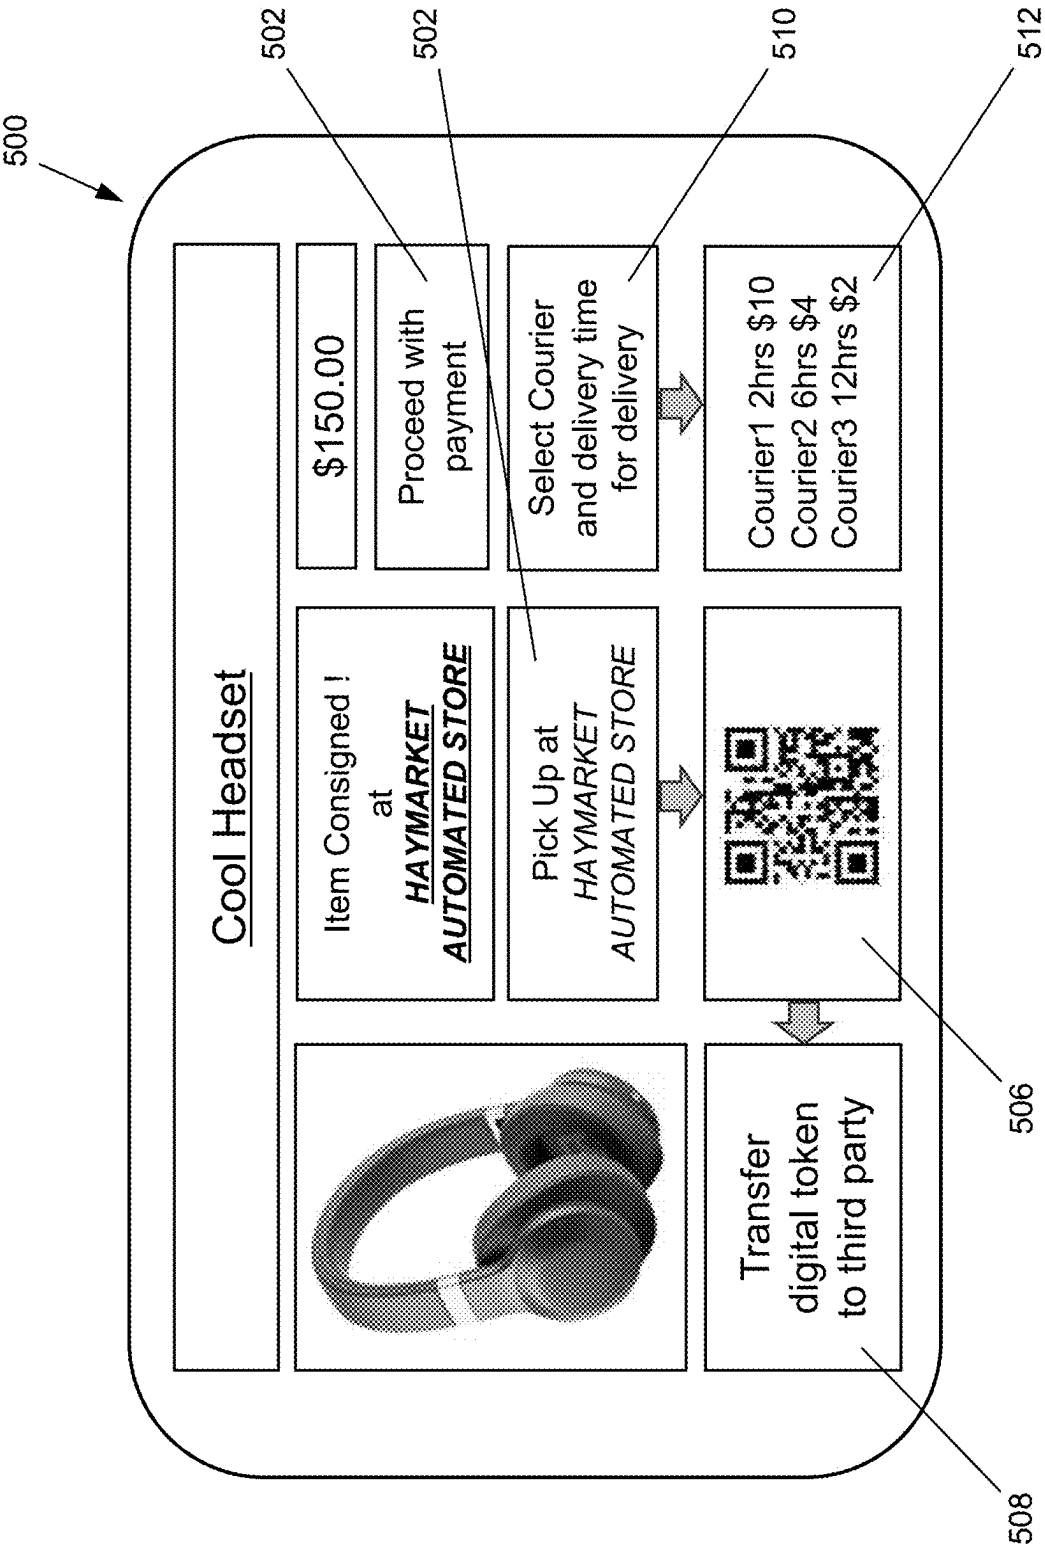 500
502
502
510
512
Cool Headset
Item Consigned !
at
HAYMARKET
AUTOMATED STORE
$150.00
Proceed with
payment
Pick Up at
HAYMARKET
AUTOMATED STORE
Select Courier
and delivery time
for delivery
Transfer
digital token
to third party
Courier1 2hrs $10
Courier2 6hrs $4
Courier3 12hrs $2
508
506